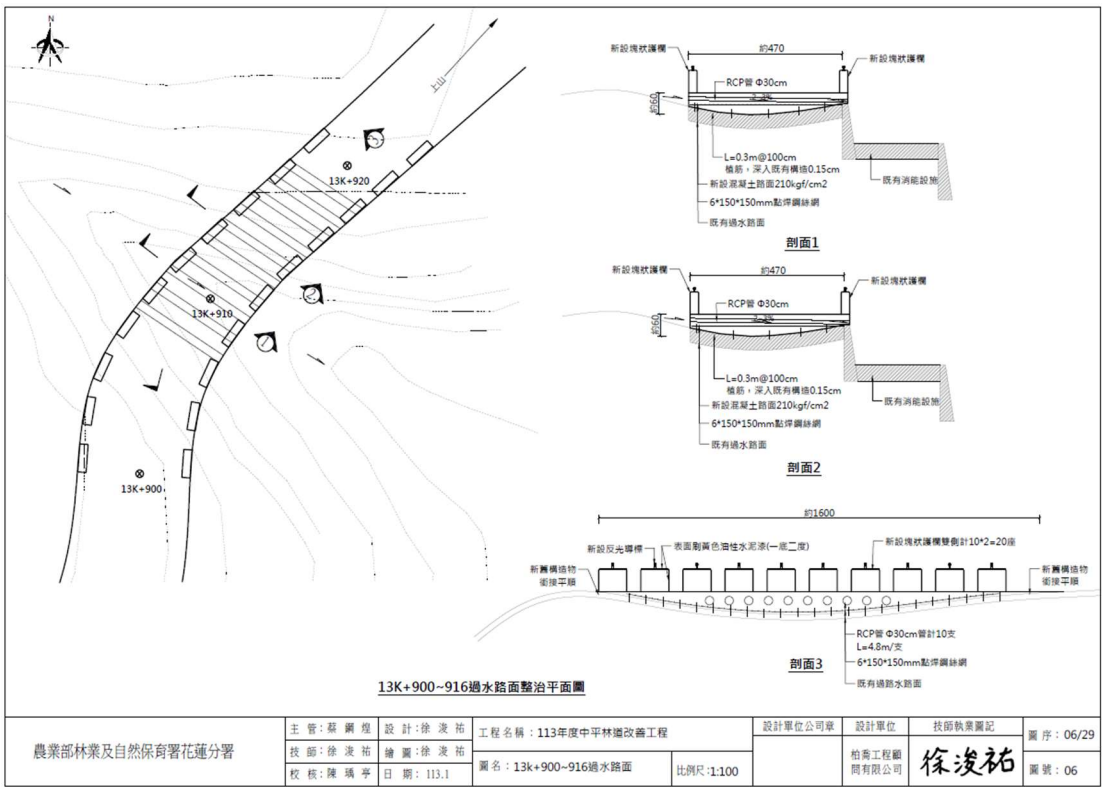 N
上山
13K+920
13K+910
13K+900
3
2
1
13K+900~916過水路面整治平面圖
約470
新設塊狀護欄
新設塊狀護欄
RCP管 Φ30cm
2~3%
約60
L=0.3m@100cm
植筋，深入既有構造0.15cm
新設混凝土路面210kgf/cm2
6*150*150mm點焊鋼絲網
既有過水路面
既有消能設施
剖面1
約470
新設塊狀護欄
新設塊狀護欄
RCP管 Φ30cm
2~3%
約60
L=0.3m@100cm
植筋，深入既有構造0.15cm
新設混凝土路面210kgf/cm2
6*150*150mm點焊鋼絲網
既有過水路面
既有消能設施
剖面2
約1600
新設反光導標
表面刷黃色油性水泥漆(一底二度)
新設塊狀護欄雙側計10*2=20座
新舊構造物
銜接平順
新舊構造物
銜接平順
RCP管 Φ30cm管計10支
L=4.8m/支
6*150*150mm點焊鋼絲網
既有過路水路面
剖面3
農業部林業及自然保育署花蓮分署
主 管：蔡 鎖 煌
設 計：徐 浚 祐
技 師：徐 浚 祐
繪 圖：徐 浚 祐
校 核：陳 瑀 亭
日 期：113.1
工程名稱：113年度中平林道改善工程
圖名：13k+900~916過水路面
比例尺：1:100
設計單位公司章
設計單位
柏喬工程顧
問有限公司
技師執業圖記
徐浚祐
圖 序：06/29
圖 號：06